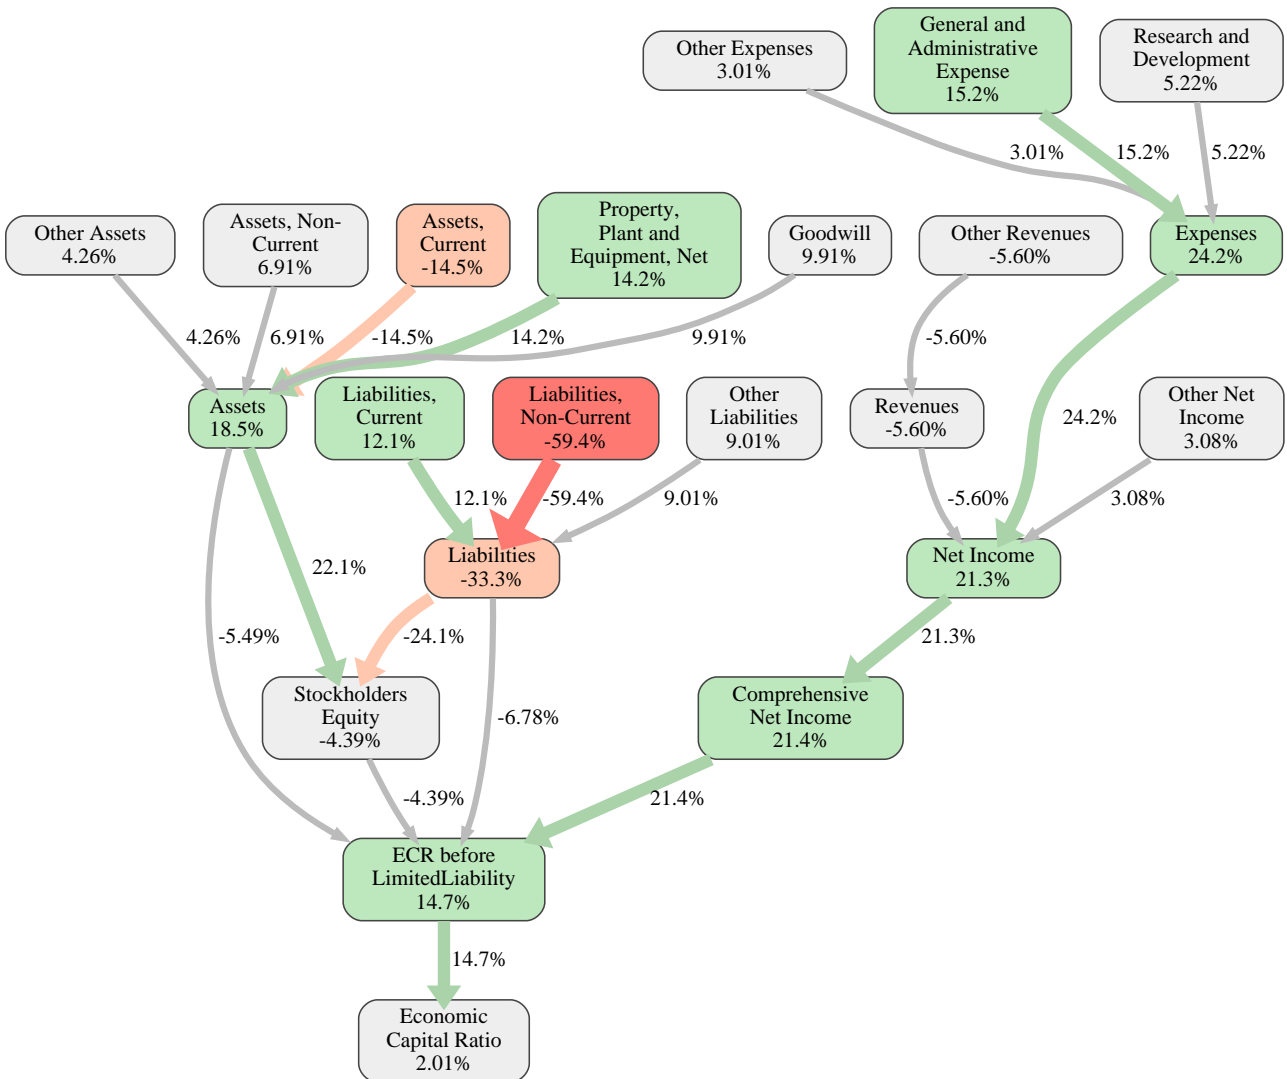 Other Expenses
3.01%
General and
Administrative
Expense
15.2%
Research and
Development
5.22%
3.01%
15.2%
5.22%
Other Assets
4.26%
Assets, Non-
Current
6.91%
Assets,
Current
-14.5%
Property,
Plant and
Equipment, Net
14.2%
Goodwill
9.91%
Other Revenues
-5.60%
Expenses
24.2%
4.26%
6.91%
-14.5%
14.2%
9.91%
-5.60%
Assets
18.5%
Liabilities,
Current
12.1%
Liabilities,
Non-Current
-59.4%
Other
Liabilities
9.01%
Revenues
-5.60%
24.2%
Other Net
Income
3.08%
12.1%
-59.4%
9.01%
-5.60%
3.08%
22.1%
Liabilities
-33.3%
Net Income
21.3%
-5.49%
-24.1%
21.3%
Stockholders
Equity
-4.39%
-6.78%
Comprehensive
Net Income
21.4%
-4.39%
21.4%
ECR before
LimitedLiability
14.7%
14.7%
Economic
Capital Ratio
2.01%